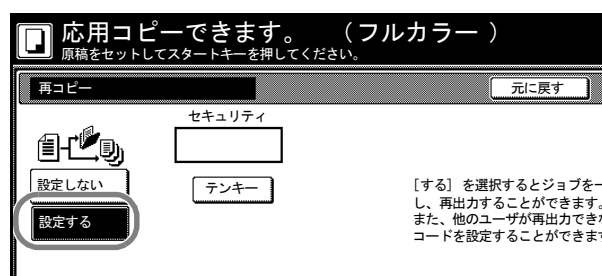 応用コピーできます。 （フルカラー ）
原稿をセットしてスタートキーを押してください。
再コピー
元に戻す
セキュリティ
設定しない
テンキー
設定する
［する］を選択するとジョブを一
し、再出力することができます。
また、他のユーザが再出力でき
コードを設定することができま